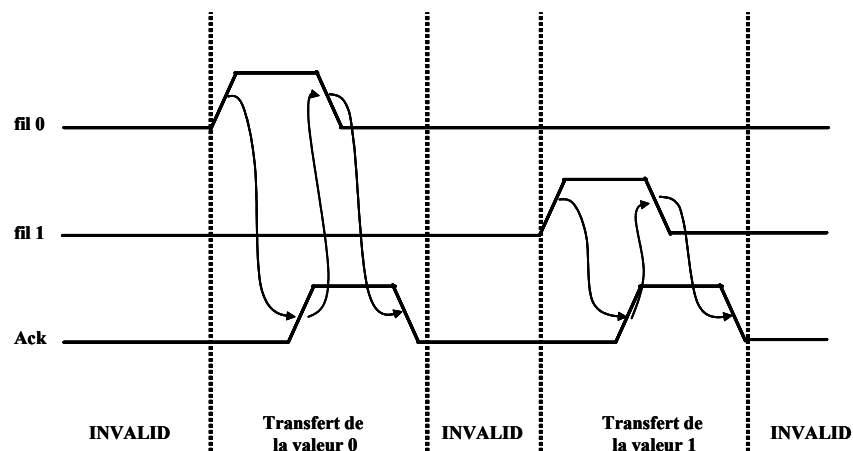 fil 0
fil 1
Ack
INVALID
Transfert de
la valeur 0
INVALID
Transfert de
la valeur 1
INVALID